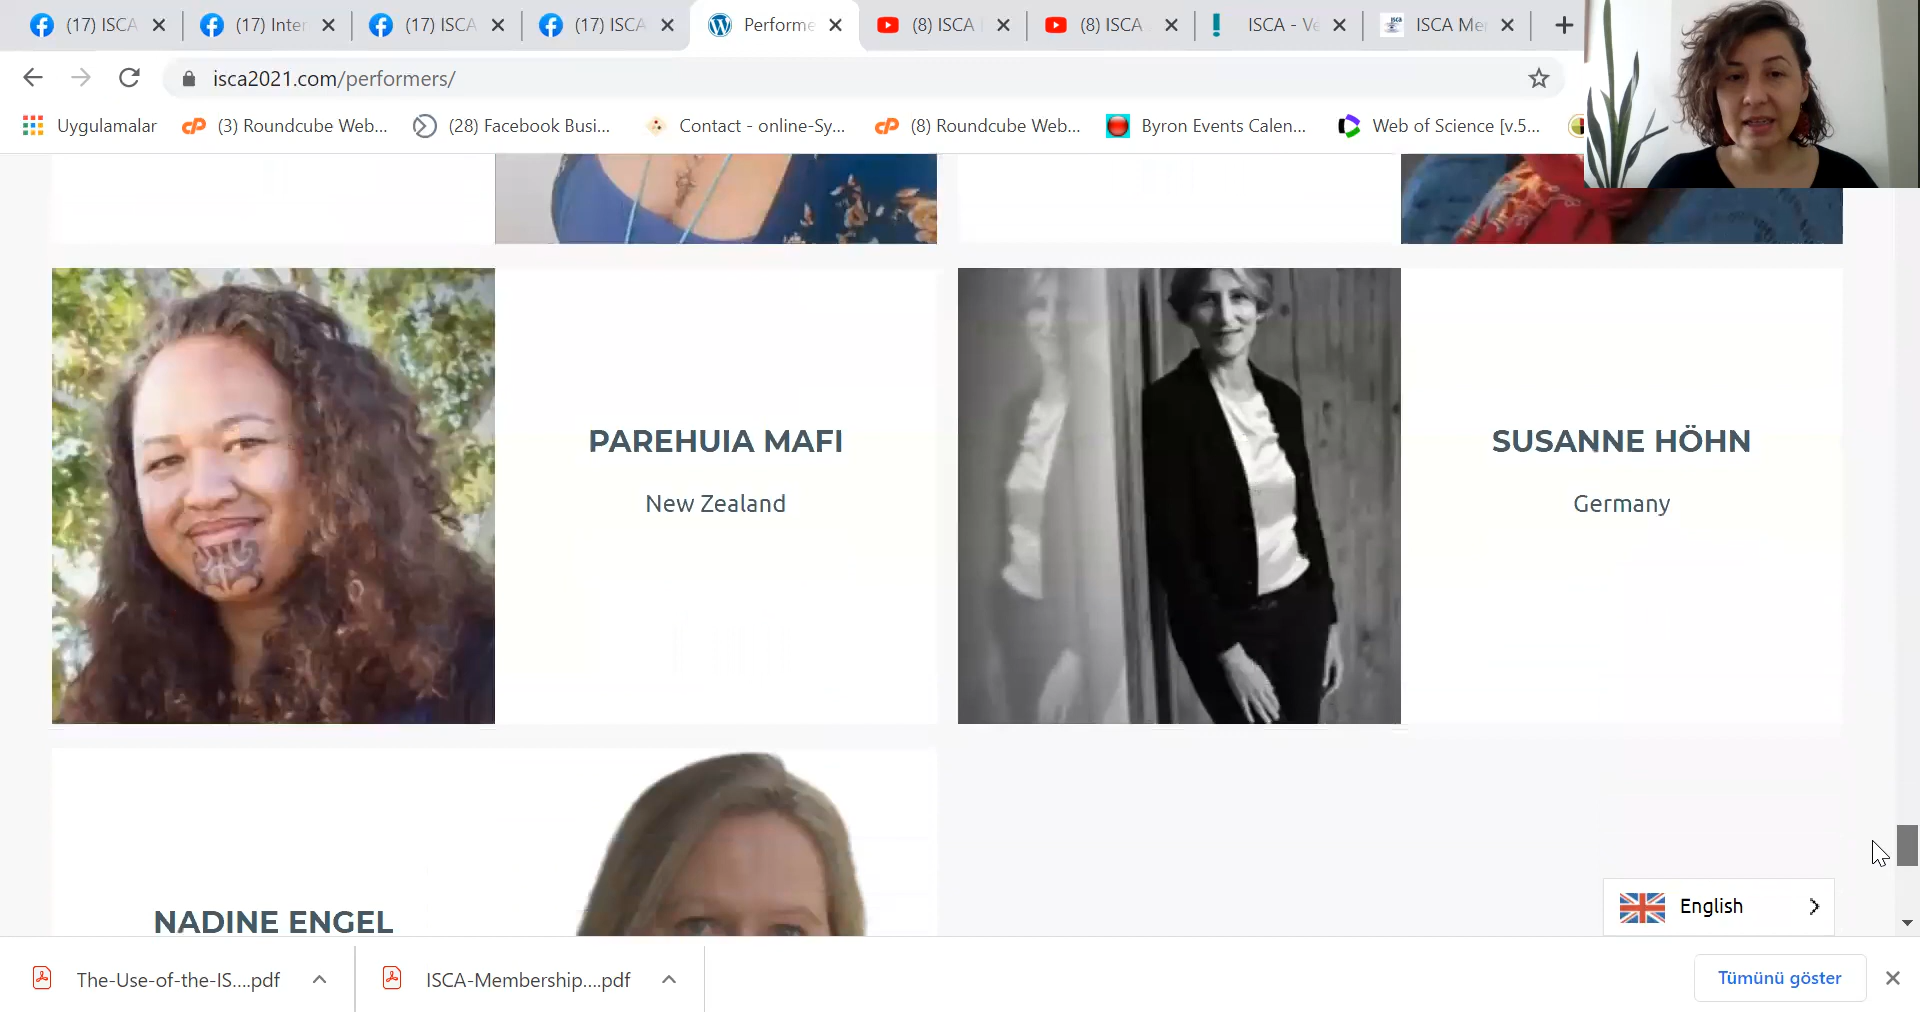 (17) ISCA
(17) Inter
(17) ISCA
(17) ISCA
Performe
(8) ISCA
(8) ISCA
ISCA - Ve
ISCA Me
isca2021.com/performers/
Uygulamalar
(3) Roundcube Web...
(28) Facebook Busi...
Contact - online-Sy...
(8) Roundcube Web...
Byron Events Calen...
Web of Science [v.5...
PAREHUIA MAFI
New Zealand
SUSANNE HÖHN
Germany
NADINE ENGEL
English
The-Use-of-the-IS....pdf
ISCA-Membership....pdf
Tümünü göster